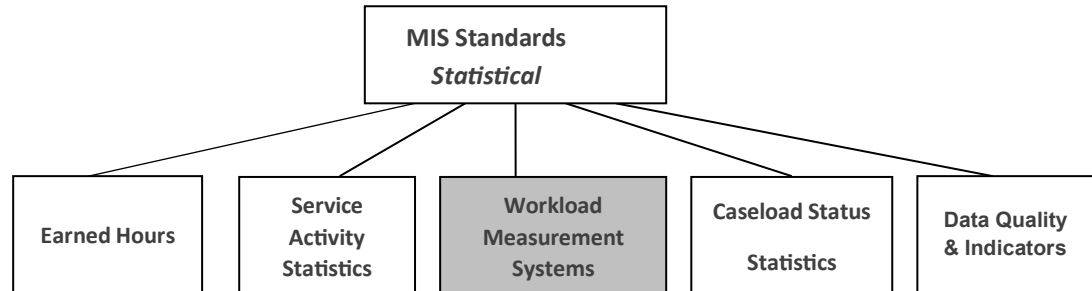 MIS Standards
Statistical
Earned Hours
Service
Activity
Statistics
Workload
Measurement
Systems
Caseload Status
Statistics
Data Quality
& Indicators